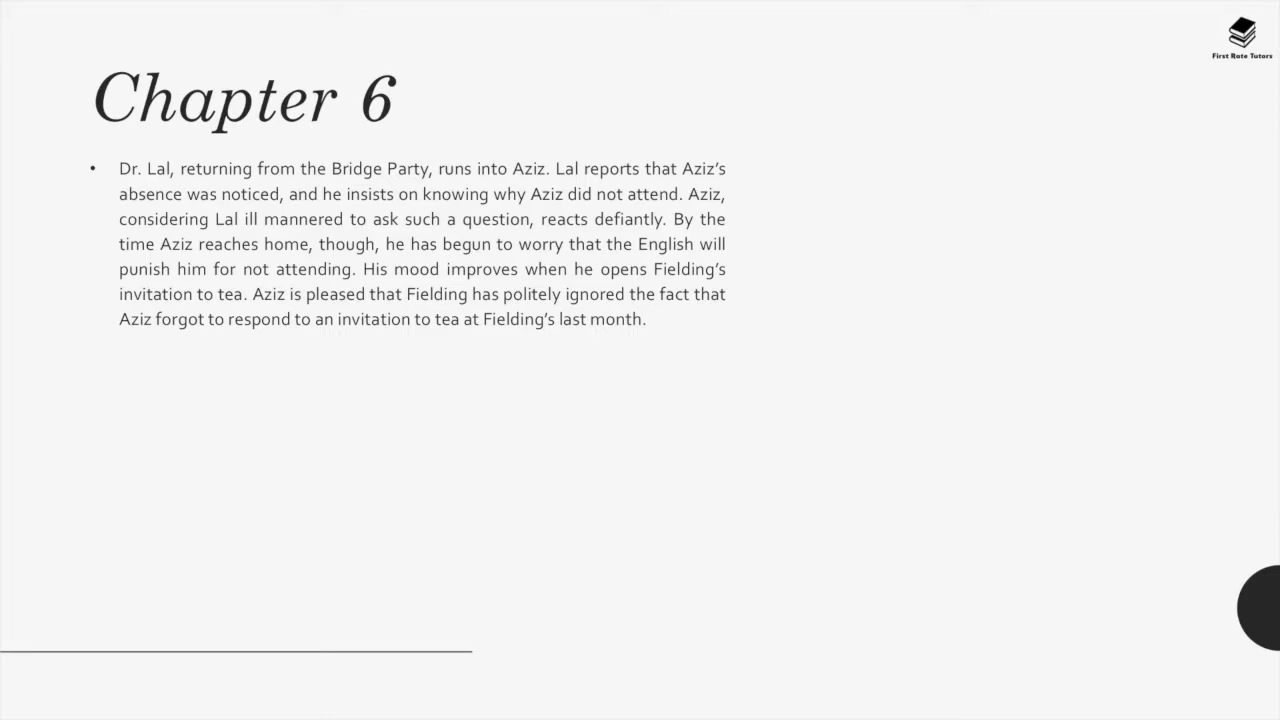 First Rate Tutors
Chapter 6
• Dr. Lal, returning from the Bridge Party, runs into Aziz. Lal reports that Aziz’s
absence was noticed, and he insists on knowing why Aziz did not attend. Aziz,
considering Lal ill mannered to ask such a question, reacts defiantly. By the
time Aziz reaches home, though, he has begun to worry that the English will
punish him for not attending. His mood improves when he opens Fielding’s
invitation to tea. Aziz is pleased that Fielding has politely ignored the fact that
Aziz forgot to respond to an invitation to tea at Fielding’s last month.